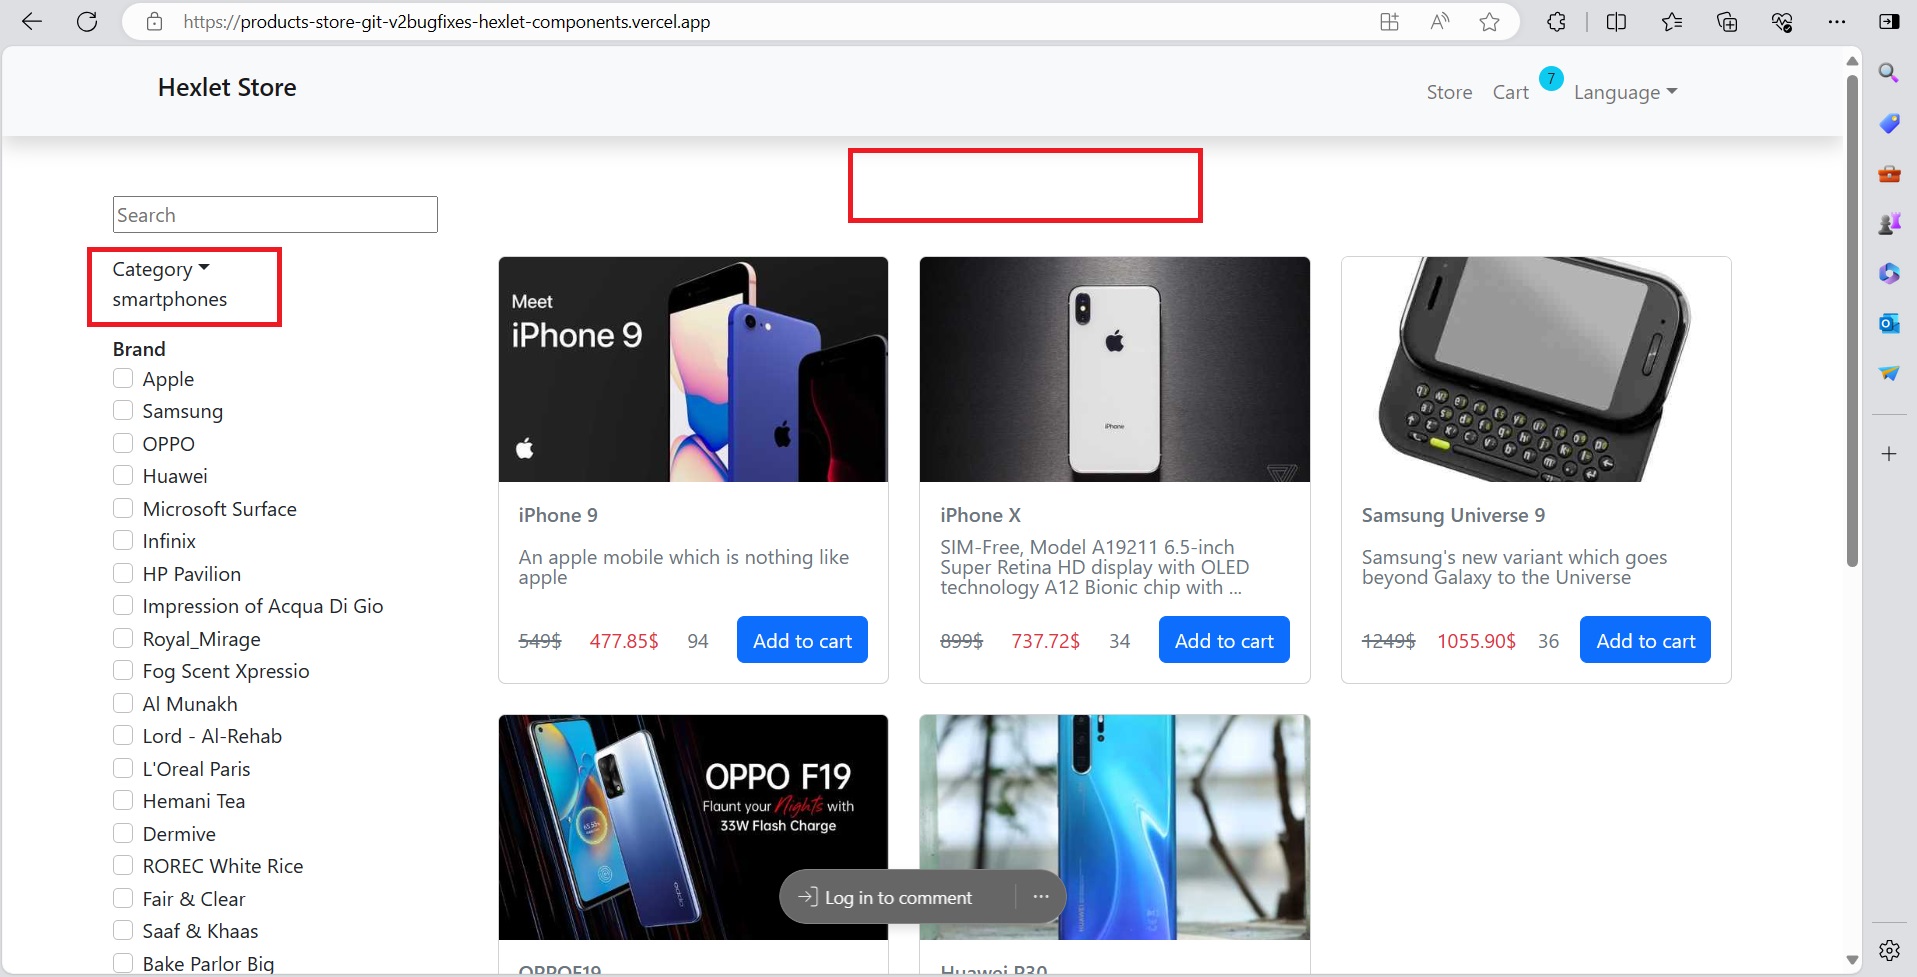 https://products-store-git-v2bugfixes-hexlet-components.vercel.app
Hexlet Store
Store
Cart
7
Language
Search
Category
smartphones
Brand
Apple
Samsung
OPPO
Huawei
Microsoft Surface
Infinix
HP Pavilion
Impression of Acqua Di Gio
Royal_Mirage
Fog Scent Xpressio
Al Munakh
Lord - Al-Rehab
L'Oreal Paris
Hemani Tea
Dermive
ROREC White Rice
Fair & Clear
Saaf & Khaas
Bake Parlor Big
Meet
iPhone 9
iPhone 9
An apple mobile which is nothing like
apple
549$ 477.85$ 94 Add to cart
iPhone
iPhone X
SIM-Free, Model A19211 6.5-inch
Super Retina HD display with OLED
technology A12 Bionic chip with ...
899$ 737.72$ 34 Add to cart
Samsung Universe 9
Samsung's new variant which goes
beyond Galaxy to the Universe
1249$ 1055.90$ 36 Add to cart
OPPO F19
Flaunt your Nights with
33W Flash Charge
oppo
OPPOF19
Huawei P30
Log in to comment